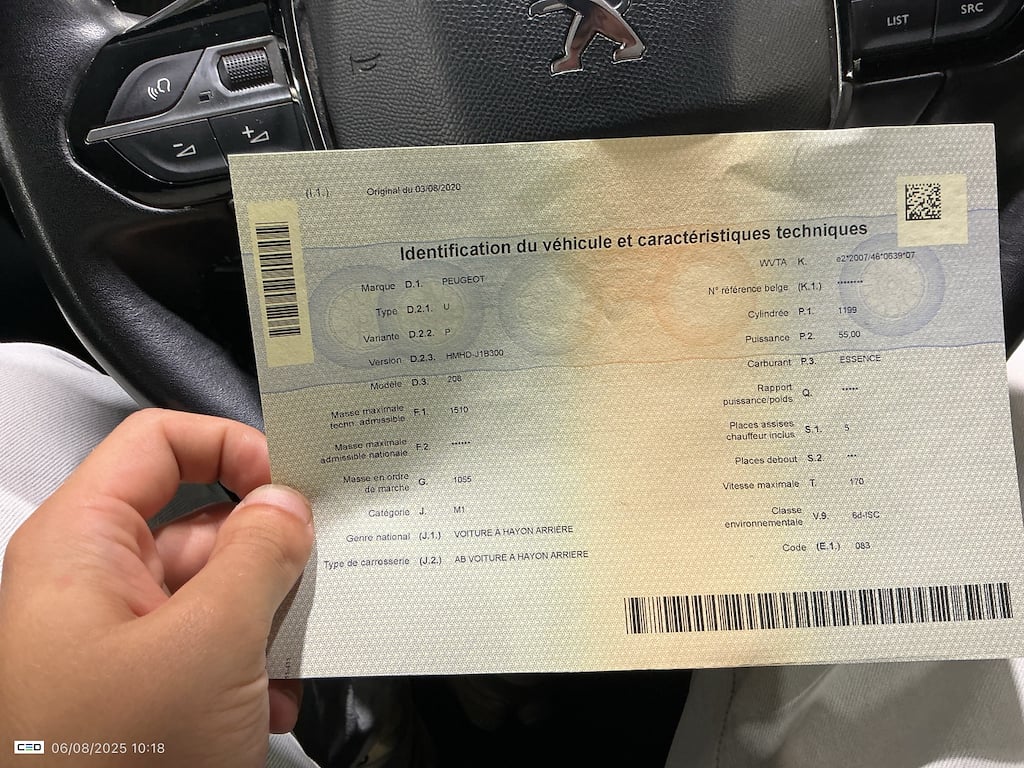 LIST
SRC
(I.1.) Original du 03/08/2020
Identification du véhicule et caractéristiques techniques
Marque D.1. PEUGEOT
Type D.2.1. U
Variante D.2.2. P
Version D.2.3. HMHD-J1B300
Modèle D.3. 208
Masse maximale
techn. admissible F.1. 1510
Masse maximale
admissible nationale F.2. ******
Masse en ordre
de marche G. 1055
Catégorie J. M1
Genre national (J.1.) VOITURE À HAYON ARRIÈRE
Type de carrosserie (J.2.) AB VOITURE A HAYON ARRIERE
WVTA K. e2*2007/46*0639*07
N° référence belge (K.1.) ********
Cylindrée P.1. 1199
Puissance P.2. 55,00
Carburant P.3. ESSENCE
Rapport
puissance/poids Q. *****
Places assises
chauffeur inclus S.1. 5
Places debout S.2. ***
Vitesse maximale T. 170
Classe
environnementale V.9. 6d-ISC
Code (E.1.) 083
CEO 06/08/2025 10:18